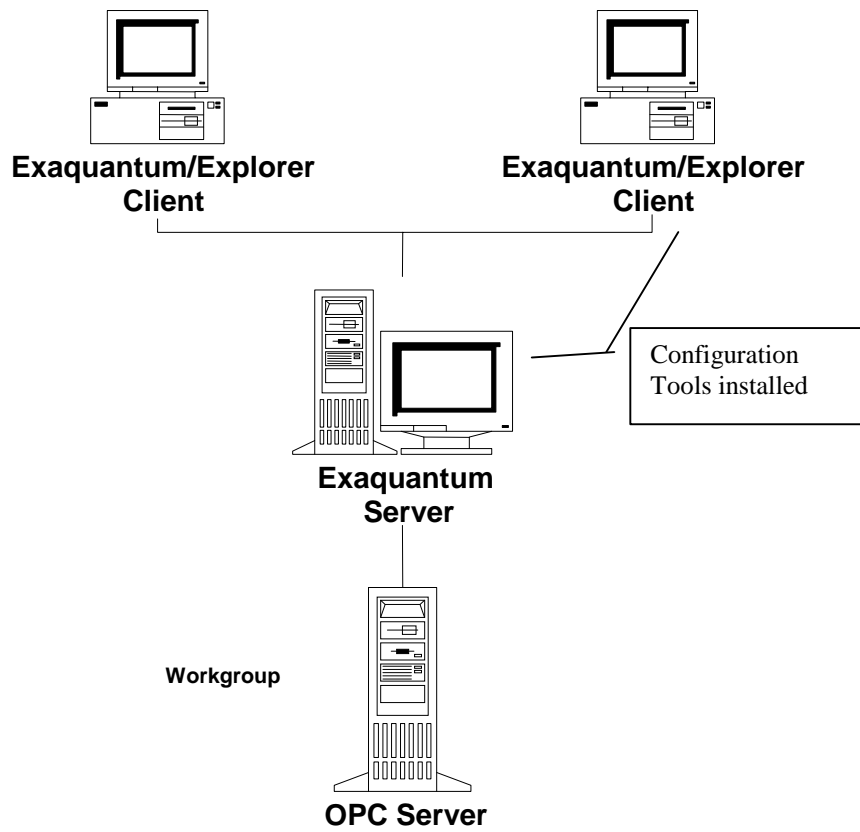 Exaquantum/Explorer
Client
Exaquantum/Explorer
Client
Configuration
Tools installed
Exaquantum
Server
Workgroup
OPC Server